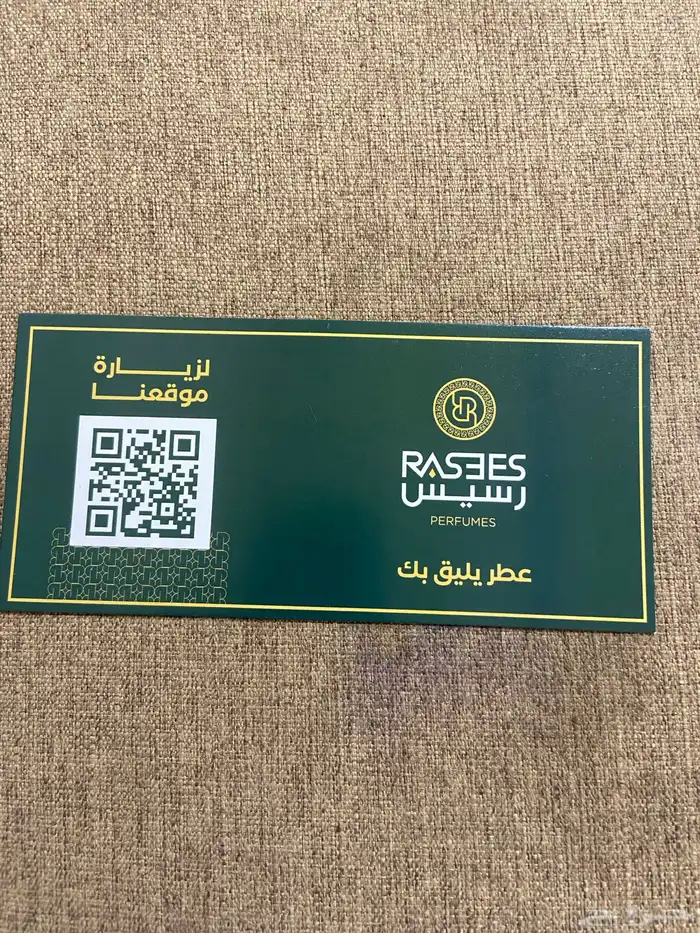 لزيارة
موقعنا
RASEES
رسيس
PERFUMES
عطر يليق بك